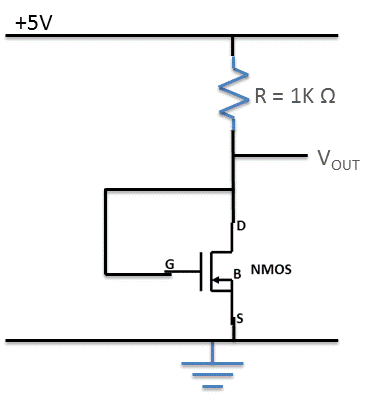 +5V
R = 1K Ω
VOUT
D
G
B
NMOS
S